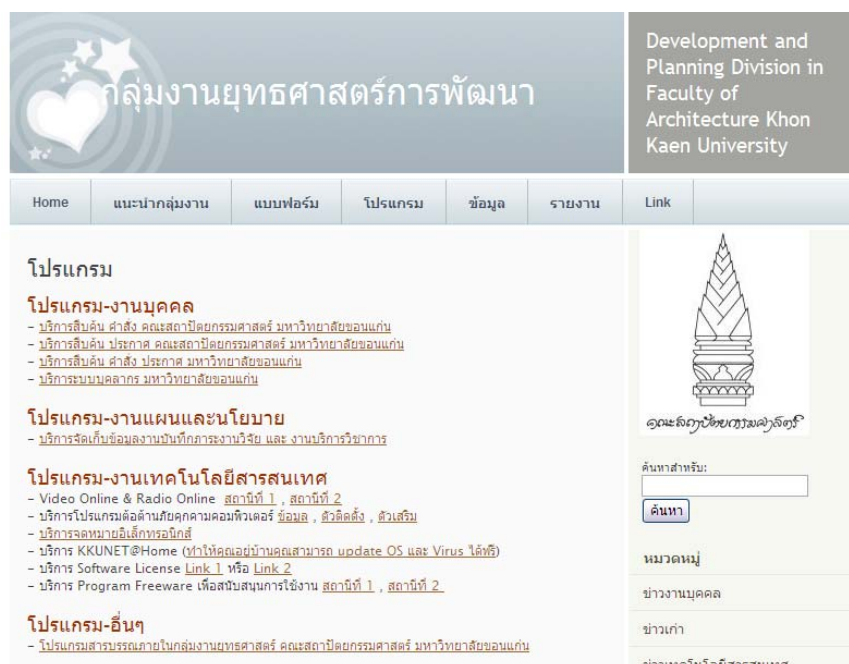 กลุ่มงานยุทธศาสตร์การพัฒนา
Development and
Planning Division in
Faculty of
Architecture Khon
Kaen University
Home แนะนำกลุ่มงาน แบบฟอร์ม โปรแกรม ข้อมูล รายงาน Link
โปรแกรม
โปรแกรม-งานบุคคล
– บริการสืบค้น คำสั่ง คณะสถาปัตยกรรมศาสตร์ มหาวิทยาลัยขอนแก่น
– บริการสืบค้น ประกาศ คณะสถาปัตยกรรมศาสตร์ มหาวิทยาลัยขอนแก่น
– บริการสืบค้น คำสั่ง ประกาศ มหาวิทยาลัยขอนแก่น
– บริการะบบบุคลากร มหาวิทยาลัยขอนแก่น
โปรแกรม-งานแผนและนโยบาย
– บริการจัดเก็บข้อมูลงานบันทึกภาระงานวิจัย และ งานบริการวิชาการ
โปรแกรม-งานเทคโนโลยีสารสนเทศ
– Video Online & Radio Online สถานีที่ 1 , สถานีที่ 2
– บริการโปรแกรมต่อต้านภัยคุกคามคอมพิวเตอร์ ข้อมูล , ตัวติดตั้ง , ตัวเสริม
– บริการจดหมายอิเล็กทรอนิกส์
– บริการ KKUNET@Home (ทำให้คุณอยู่บ้านคุณสามารถ update OS และ Virus ได้ฟรี)
– บริการ Software License Link 1 หรือ Link 2
– บริการ Program Freeware เพื่อสนับสนุนการใช้งาน สถานีที่ 1 , สถานีที่ 2
โปรแกรม-อื่นๆ
– โปรแกรมสารบรรณภายในกลุ่มงานยุทธศาสตร์ คณะสถาปัตยกรรมศาสตร์ มหาวิทยาลัยขอนแก่น
คณะสถาปัตยกรรมศาสตร์
ค้นหาสำหรับ:
ค้นหา
หมวดหมู่
ข่าวงานบุคคล
ข่าวเก่า
ข่าวเทคโนโลยีสารสนเทศ